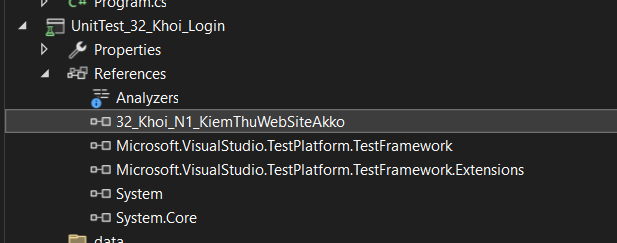 Program.cs
UnitTest_32_Khoi_Login
Properties
References
Analyzers
32_Khoi_N1_KiemThuWebSiteAkko
Microsoft.VisualStudio.TestPlatform.TestFramework
Microsoft.VisualStudio.TestPlatform.TestFramework.Extensions
System
System.Core
data